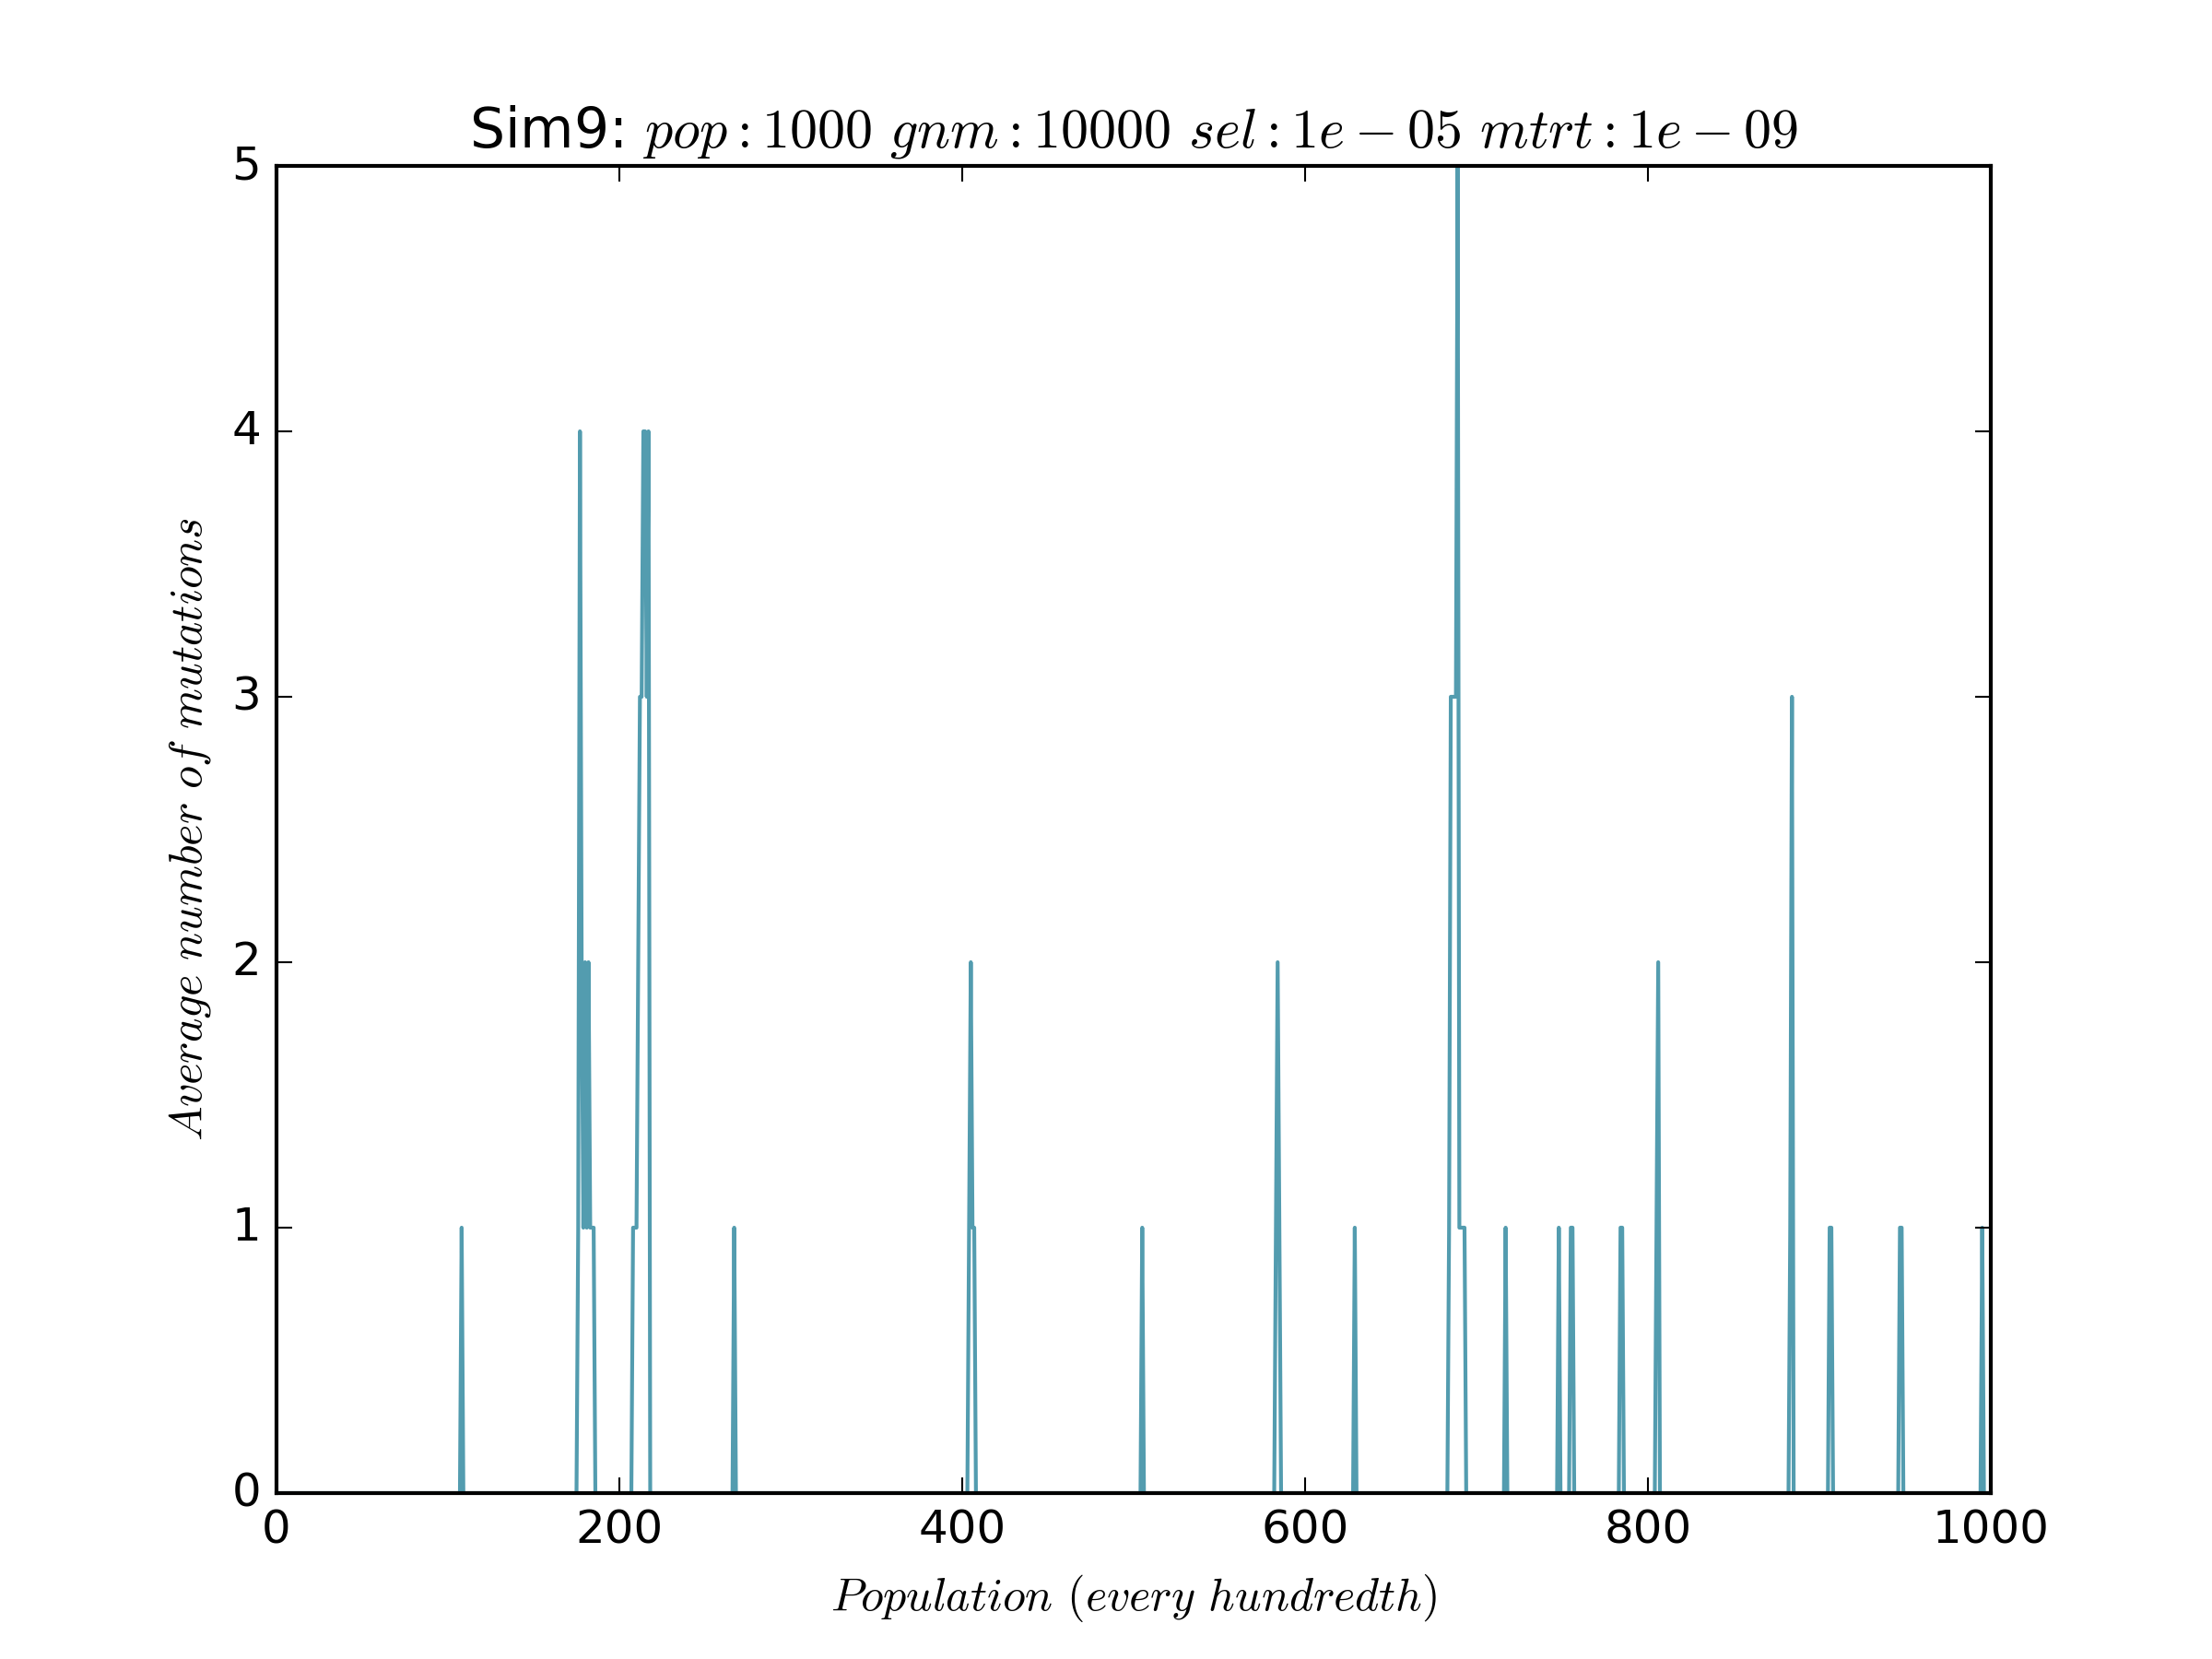 Sim9: pop : 1000 gnm : 10000 sel : 1e − 05 mtrt : 1e − 09
5
4
3
2
1
0
Average number of mutations
0 200 400 600 800 1000
Population (every hundredth)